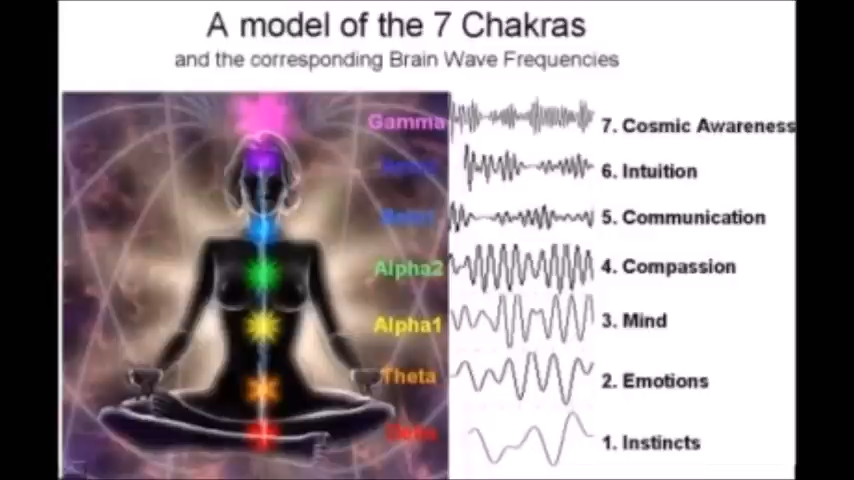 A model of the 7 Chakras
and the corresponding Brain Wave Frequencies
Gamma
7. Cosmic Awareness
6. Intuition
5. Communication
Alpha2
4. Compassion
Alpha1
3. Mind
Theta
2. Emotions
Delta
1. Instincts